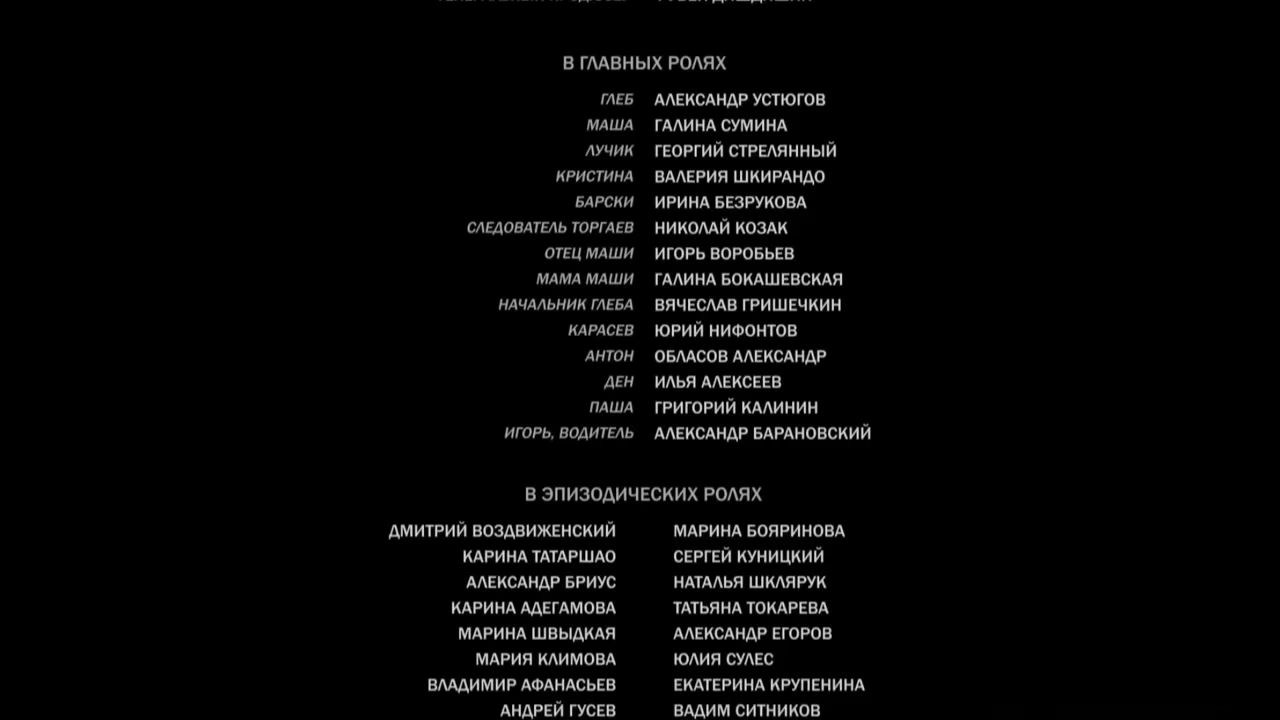 В ГЛАВНЫХ РОЛЯХ
ГЛЕБ АЛЕКСАНДР УСТЮГОВ
МАША ГАЛИНА СУМИНА
ЛУЧИК ГЕОРГИЙ СТРЕЛЯННЫЙ
КРИСТИНА ВАЛЕРИЯ ШКИРАНДО
БАРСКИ ИРИНА БЕЗРУКОВА
СЛЕДОВАТЕЛЬ ТОРГАЕВ НИКОЛАЙ КОЗАК
ОТЕЦ МАШИ ИГОРЬ ВОРОБЬЕВ
МАМА МАШИ ГАЛИНА БОКАШЕВСКАЯ
НАЧАЛЬНИК ГЛЕБА ВЯЧЕСЛАВ ГРИШЕЧКИН
КАРАСЕВ ЮРИЙ НИФОНТОВ
АНТОН ОБЛАСОВ АЛЕКСАНДР
ДЕН ИЛЬЯ АЛЕКСЕЕВ
ПАША ГРИГОРИЙ КАЛИНИН
ИГОРЬ, ВОДИТЕЛЬ АЛЕКСАНДР БАРАНОВСКИЙ
В ЭПИЗОДИЧЕСКИХ РОЛЯХ
ДМИТРИЙ ВОЗДВИЖЕНСКИЙ МАРИНА БОЯРИНОВА
КАРИНА ТАТАРШАО СЕРГЕЙ КУНИЦКИЙ
АЛЕКСАНДР БРИУС НАТАЛЬЯ ШКЛЯРУК
КАРИНА АДЕГАМОВА ТАТЬЯНА ТОКАРЕВА
МАРИНА ШВЫДКАЯ АЛЕКСАНДР ЕГОРОВ
МАРИЯ КЛИМОВА ЮЛИЯ СУЛЕС
ВЛАДИМИР АФАНАСЬЕВ ЕКАТЕРИНА КРУПЕНИНА
АНДРЕЙ ГУСЕВ ВАДИМ СИТНИКОВ